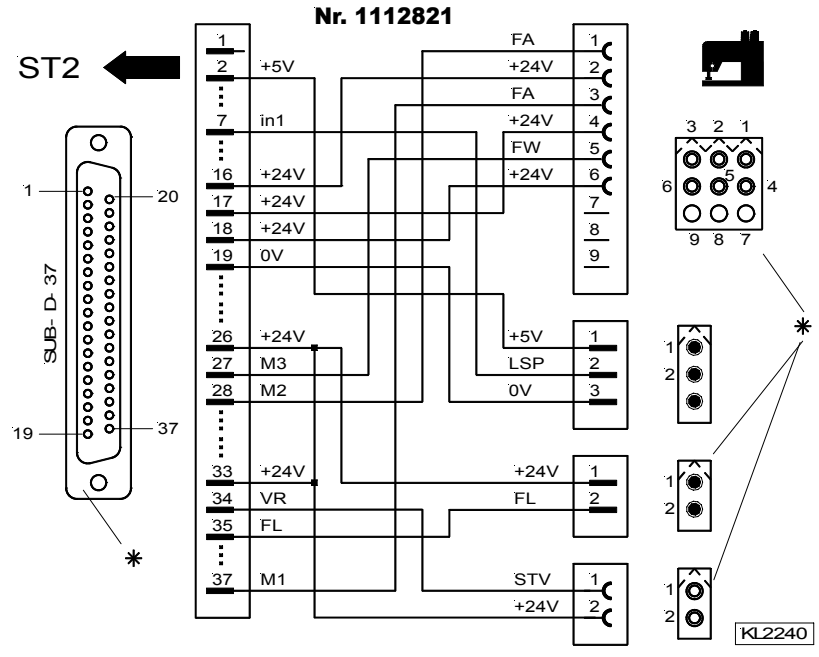 Nr. 1112821
ST2
1
20
SUB-D-37
19
37
1
2 +5V
7 in1
16 +24V
17 +24V
18 +24V
19 0V
26 +24V
27 M3
28 M2
33 +24V
34 VR
35 FL
37 M1
FA 1
+24V 2
FA 3
+24V 4
FW 5
+24V 6
7
8
9
+5V 1
LSP 2
0V 3
+24V 1
FL 2
STV 1
+24V 2
3 2 1
6 5 4
9 8 7
*
1
2
1
2
1
2
*
KL2240